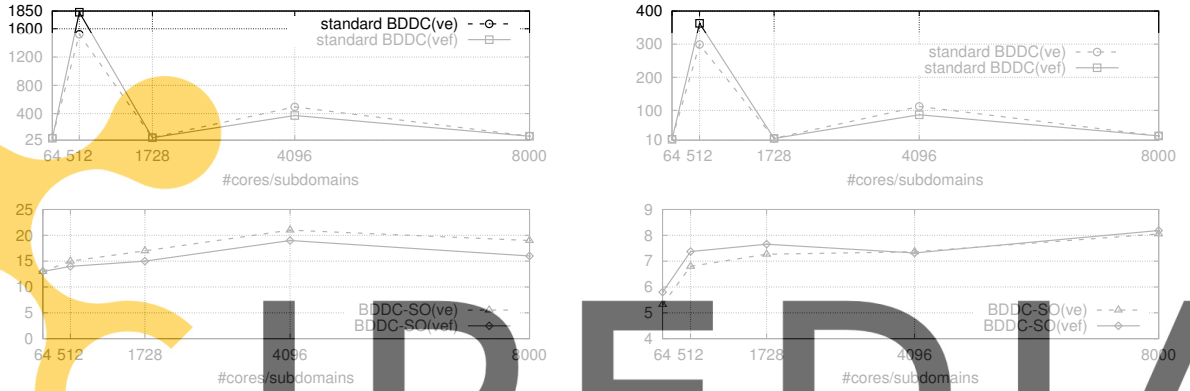 1850
1600
1200
800
400
25
standard BDDC(ve)
standard BDDC(vef)
64 512 1728 4096 8000
#cores/subdomains
400
300
200
100
10
standard BDDC(ve)
standard BDDC(vef)
64 512 1728 4096 8000
#cores/subdomains
25
20
15
10
5
0
BDDC-SO(ve)
BDDC-SO(vef)
64 512 1728 4096 8000
#cores/subdomains
9
8
7
6
5
4
BDDC-SO(ve)
BDDC-SO(vef)
64 512 1728 4096 8000
#cores/subdomains